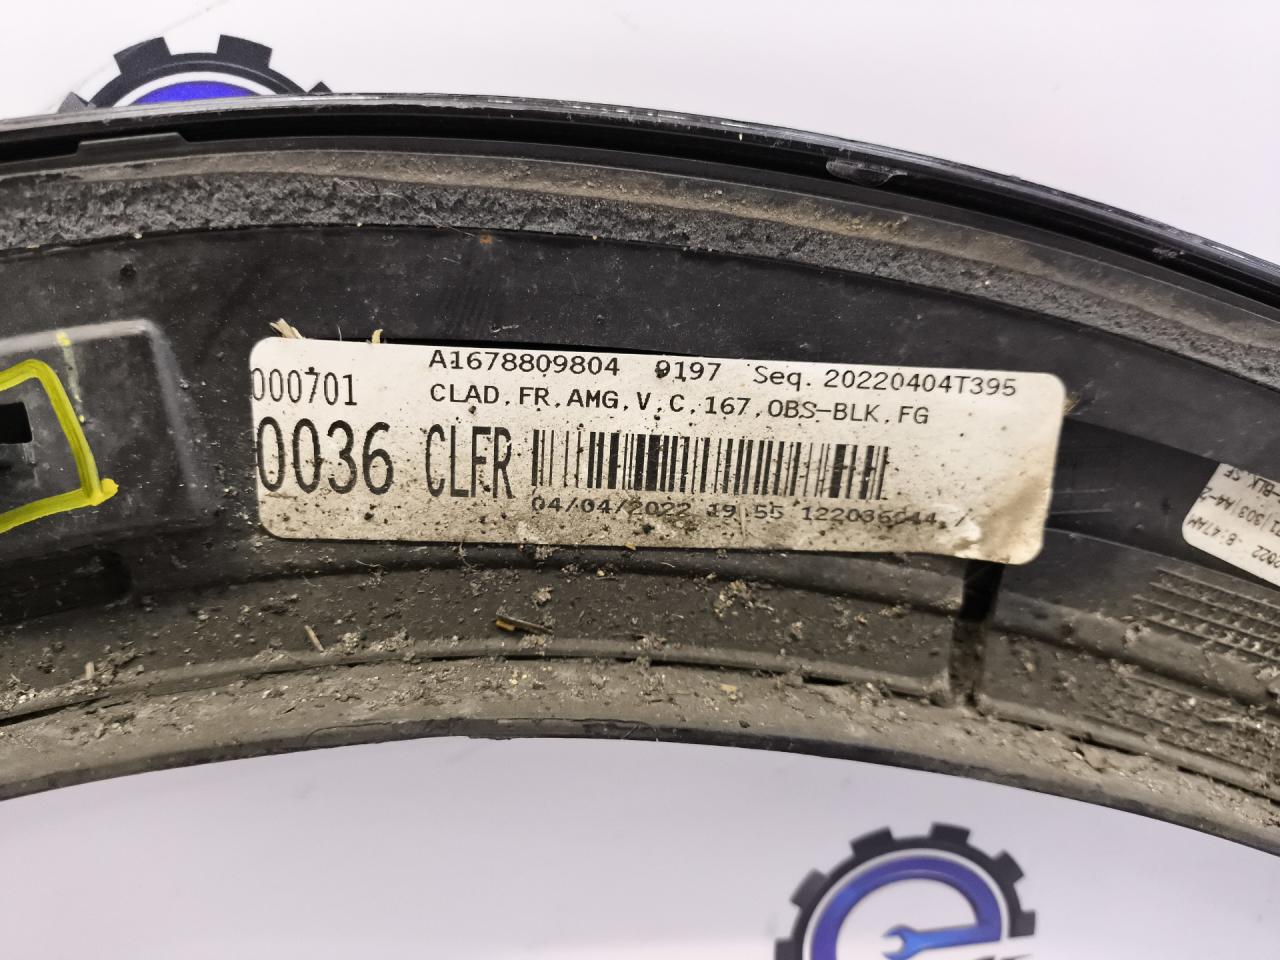 A1678809804 9197 Seq. 20220404T395
000701 CLAD, FR, AMG, V, C, 167, OBS-BLK, FG
0036 CLFR
04/04/2022 19 55